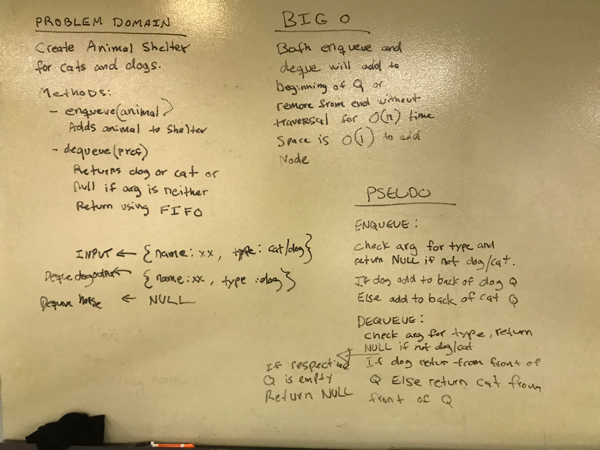 PROBLEM DOMAIN
Create Animal Shelter
for cats and dogs.
Methods:
- enqueue(animal)
Adds animal to shelter
- dequeue(pref)
Returns dog or cat or
null if arg is neither
Return using FIFO
INPUT ← {name: xx, type: cat/dog}
← {name: xx, type: dog}
← NULL
BIG O
Both enqueue and
deque will add to
beginning of Q or
remove from end without
traversal for O(n) time
Space is O(1) to add
Node
PSEUDO
ENQUEUE:
Check arg for type and
return NULL if not dog/cat.
If dog add to back of dog Q
Else add to back of cat Q
DEQUEUE:
Check arg for type, return
NULL if not dog/cat
If dog retur from front of
Q Else return cat from
front of Q
If respective
Q is empty
Return NULL